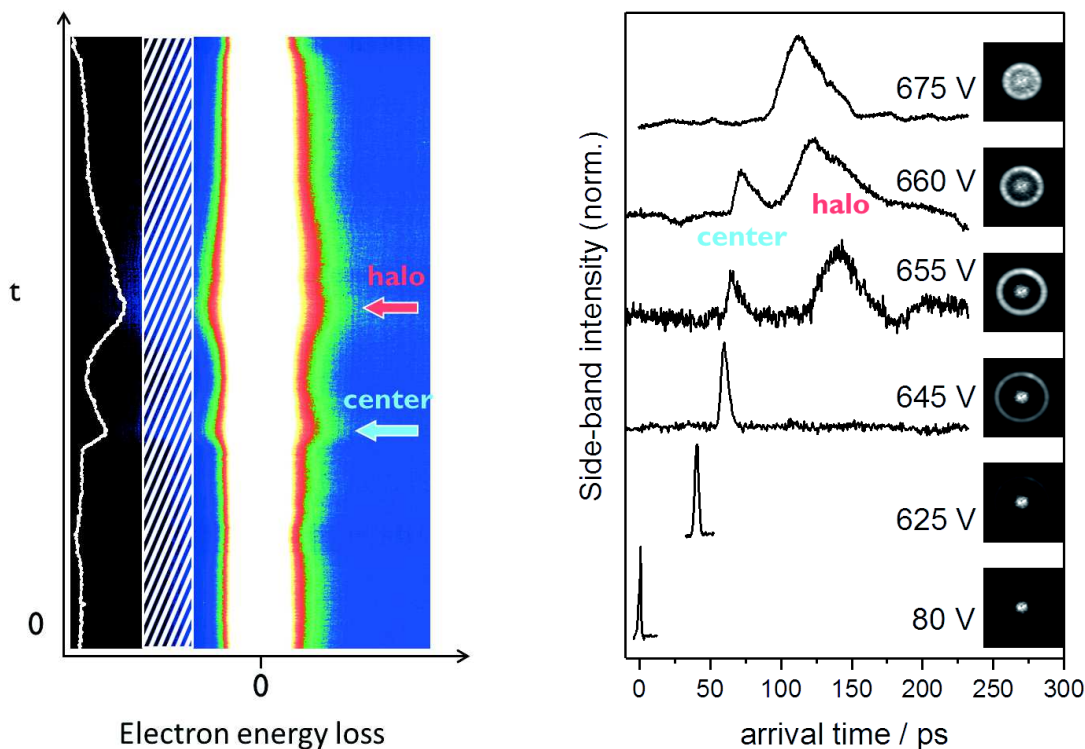 t
halo
center
0
0
Electron energy loss
Side-band intensity (norm.)
675 V
660 V
halo
center
655 V
645 V
625 V
80 V
0 50 100 150 200 250 300
arrival time / ps